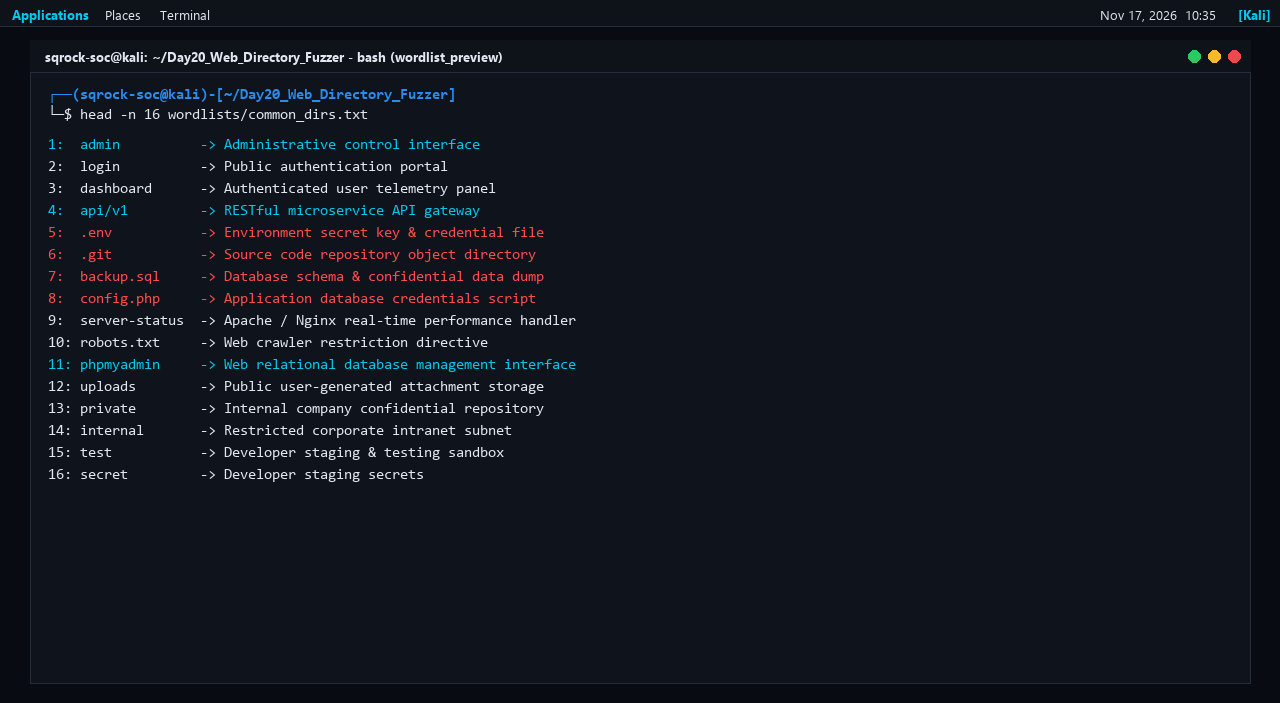 Applications Places Terminal Nov 17, 2026 10:35 [Kali]
sqrock-soc@kali: ~/Day20_Web_Directory_Fuzzer - bash (wordlist_preview)
┌──(sqrock-soc@kali)-[~/Day20_Web_Directory_Fuzzer]
└─$ head -n 16 wordlists/common_dirs.txt
1:  admin          -> Administrative control interface
2:  login          -> Public authentication portal
3:  dashboard      -> Authenticated user telemetry panel
4:  api/v1         -> RESTful microservice API gateway
5:  .env           -> Environment secret key & credential file
6:  .git           -> Source code repository object directory
7:  backup.sql     -> Database schema & confidential data dump
8:  config.php     -> Application database credentials script
9:  server-status  -> Apache / Nginx real-time performance handler
10: robots.txt     -> Web crawler restriction directive
11: phpmyadmin     -> Web relational database management interface
12: uploads        -> Public user-generated attachment storage
13: private        -> Internal company confidential repository
14: internal       -> Restricted corporate intranet subnet
15: test           -> Developer staging & testing sandbox
16: secret         -> Developer staging secrets